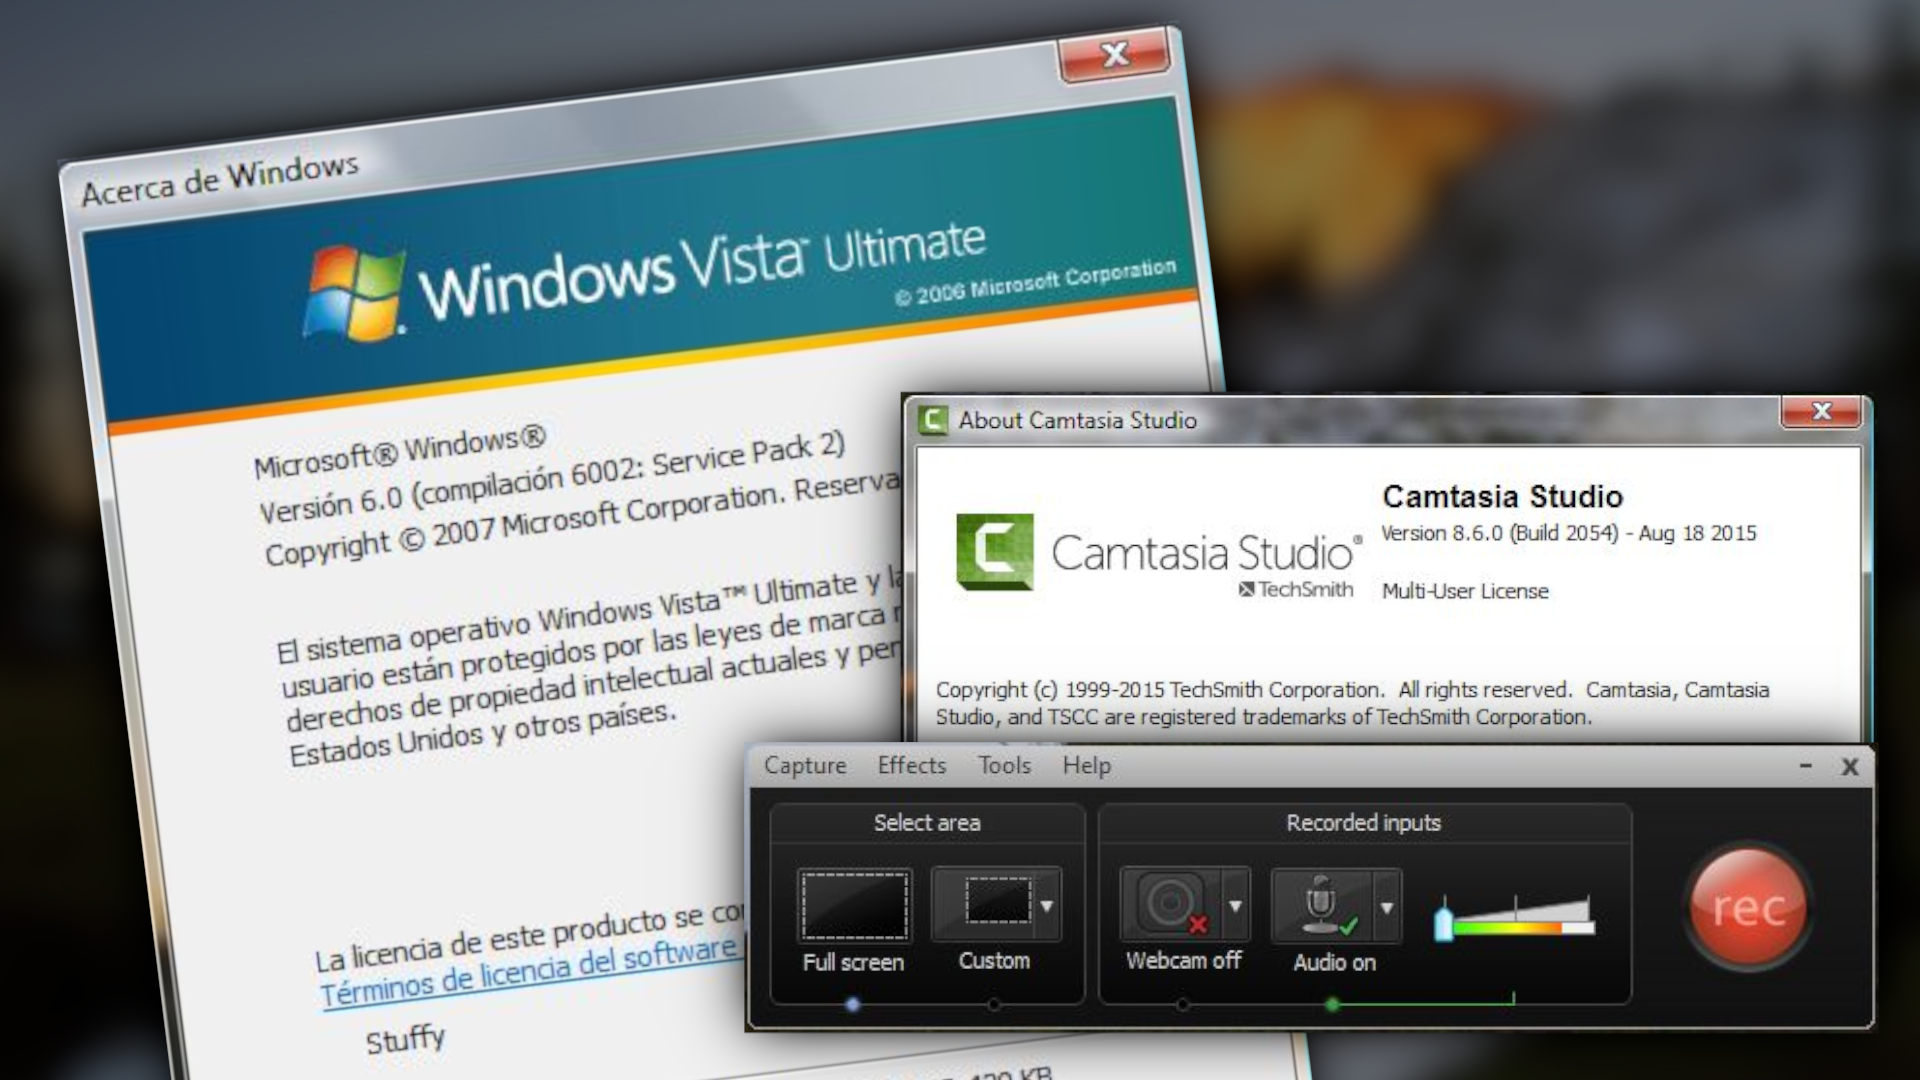 Acerca de Windows
Windows Vista™ Ultimate
© 2006 Microsoft Corporation
Microsoft® Windows®
Versión 6.0 (compilación 6002: Service Pack 2)
Copyright © 2007 Microsoft Corporation. Reserva
El sistema operativo Windows Vista™ Ultimate y la
usuario están protegidos por las leyes de marca
derechos de propiedad intelectual actuales y pen
Estados Unidos y otros países.
La licencia de este producto se co
Términos de licencia del software
Stuffy
KB
About Camtasia Studio
Camtasia Studio®
TechSmith
Camtasia Studio
Version 8.6.0 (Build 2054) - Aug 18 2015
Multi-User License
Copyright (c) 1999-2015 TechSmith Corporation. All rights reserved. Camtasia, Camtasia
Studio, and TSCC are registered trademarks of TechSmith Corporation.
Capture Effects Tools Help
Select area
Recorded inputs
Full screen
Custom
Webcam off
Audio on
rec